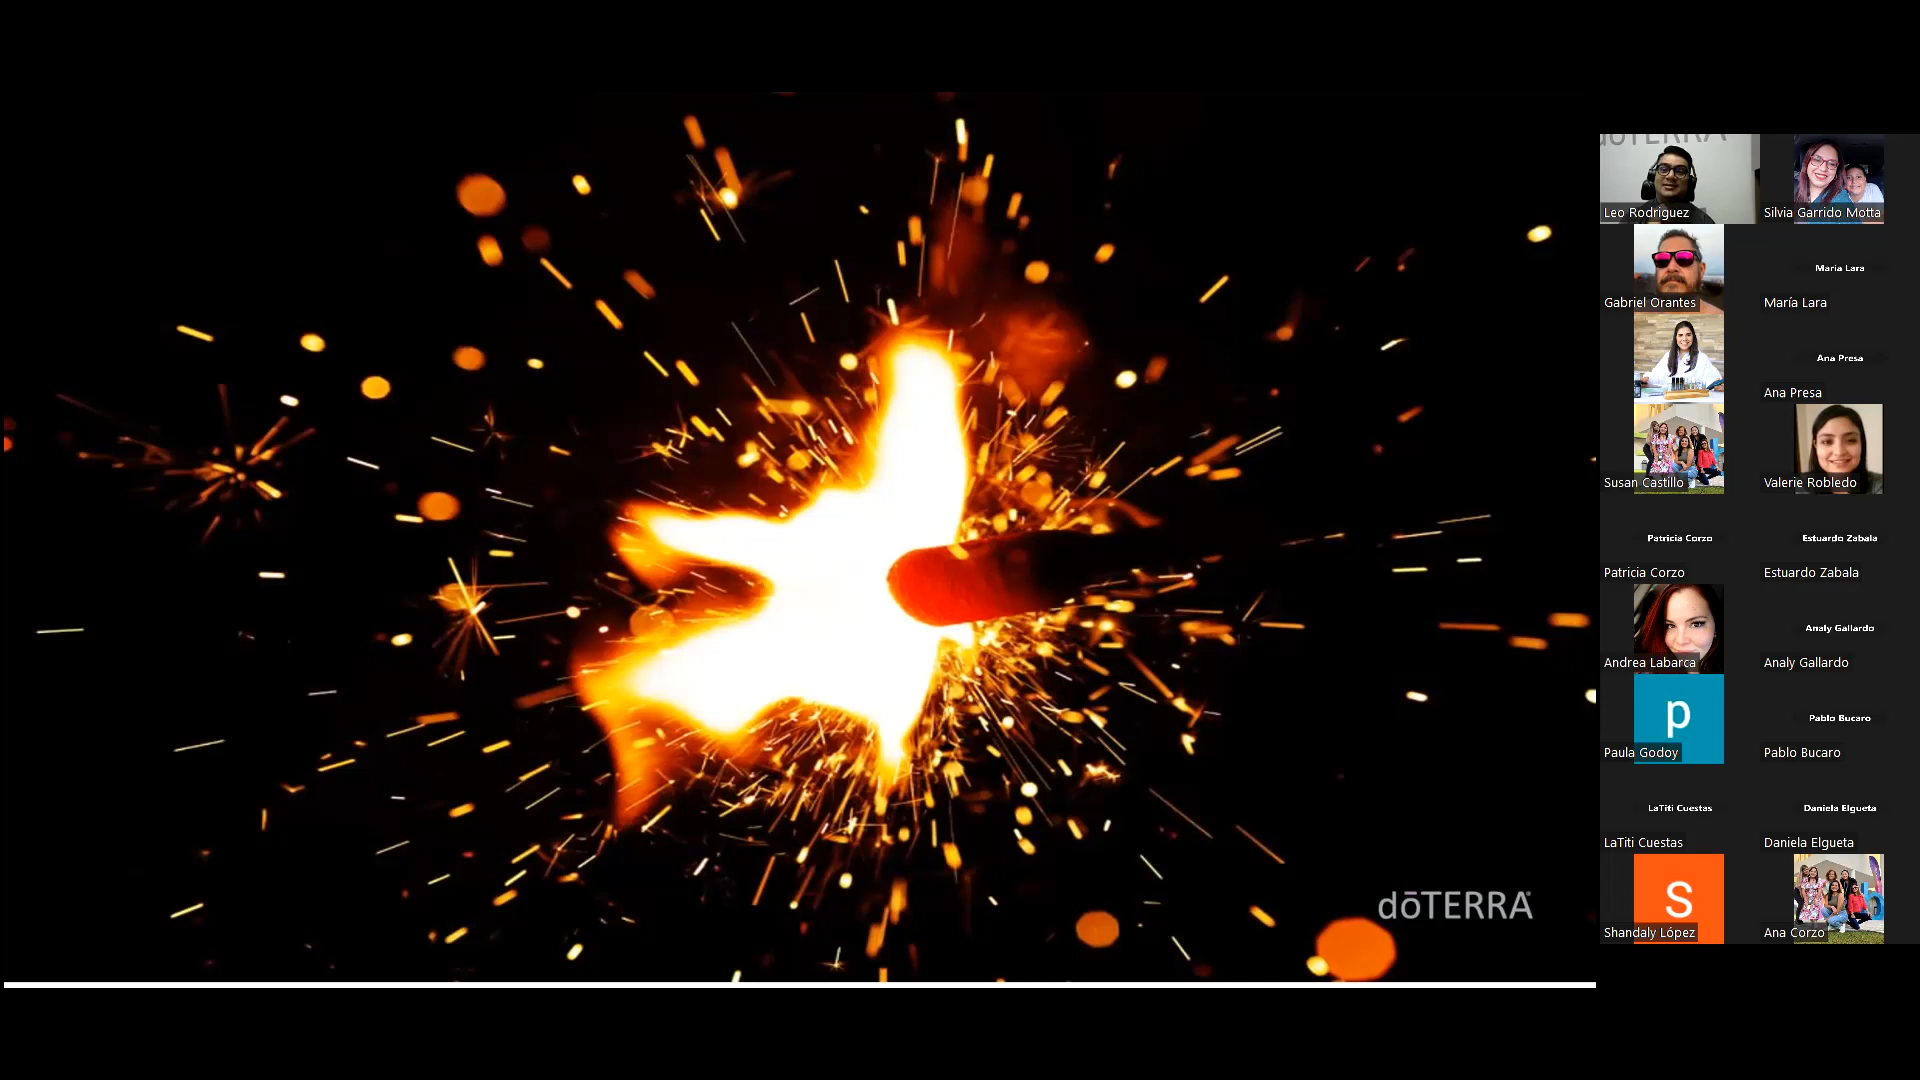 dōTERRA
Leo Rodriguez
Silvia Garrido Motta
Gabriel Orantes
Maria Lara
María Lara
Ana Presa
Ana Presa
Susan Castillo
Valerie Robledo
Patricia Corzo
Patricia Corzo
Estuardo Zabala
Estuardo Zabala
Andrea Labarca
Analy Gallardo
Analy Gallardo
p
Paula Godoy
Pablo Bucaro
Pablo Bucaro
LaTiti Cuestas
LaTiti Cuestas
Daniela Elgueta
Daniela Elgueta
S
Shandaly López
Ana Corzo
dōTERRA